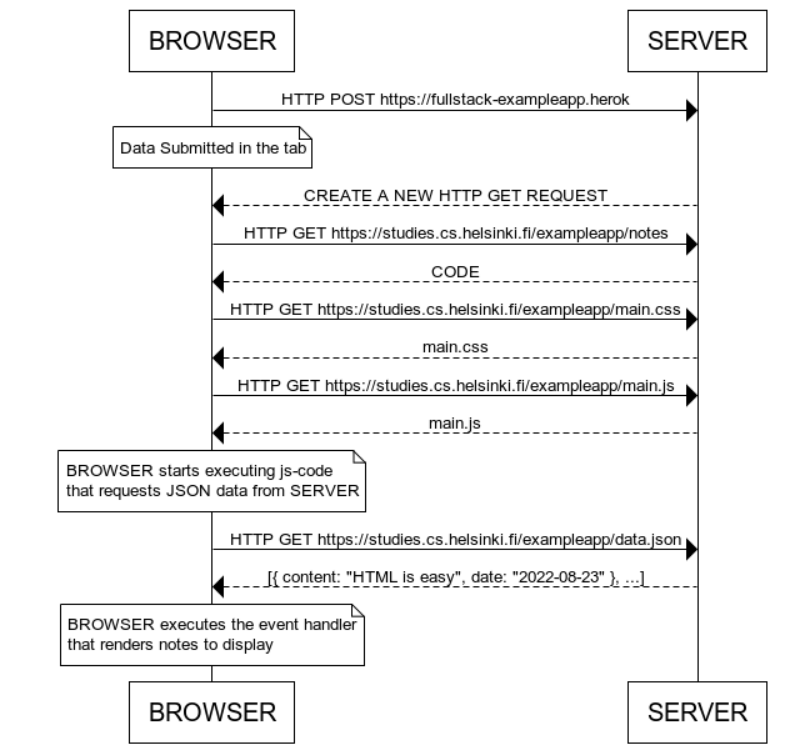 BROWSER
SERVER
HTTP POST https://fullstack-exampleapp.herok
Data Submitted in the tab
CREATE A NEW HTTP GET REQUEST
HTTP GET https://studies.cs.helsinki.fi/exampleapp/notes
CODE
HTTP GET https://studies.cs.helsinki.fi/exampleapp/main.css
main.css
HTTP GET https://studies.cs.helsinki.fi/exampleapp/main.js
main.js
BROWSER starts executing js-code
that requests JSON data from SERVER
HTTP GET https://studies.cs.helsinki.fi/exampleapp/data.json
[{ content: "HTML is easy", date: "2022-08-23" }, ...]
BROWSER executes the event handler
that renders notes to display
BROWSER
SERVER